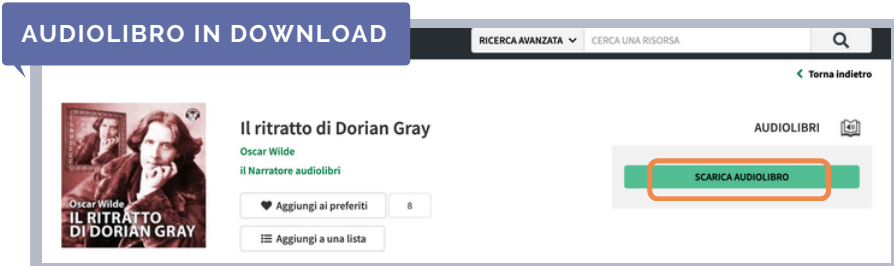 AUDIOLIBRO IN DOWNLOAD
RICERCA AVANZATA
CERCA UNA RISORSA
Torna indietro
Il ritratto di Dorian Gray
Oscar Wilde
il Narratore audiolibri
AUDIOLIBRI
SCARICA AUDIOLIBRO
Aggiungi ai preferiti
8
Aggiungi a una lista
Oscar Wilde
IL RITRATTO
DI DORIAN GRAY